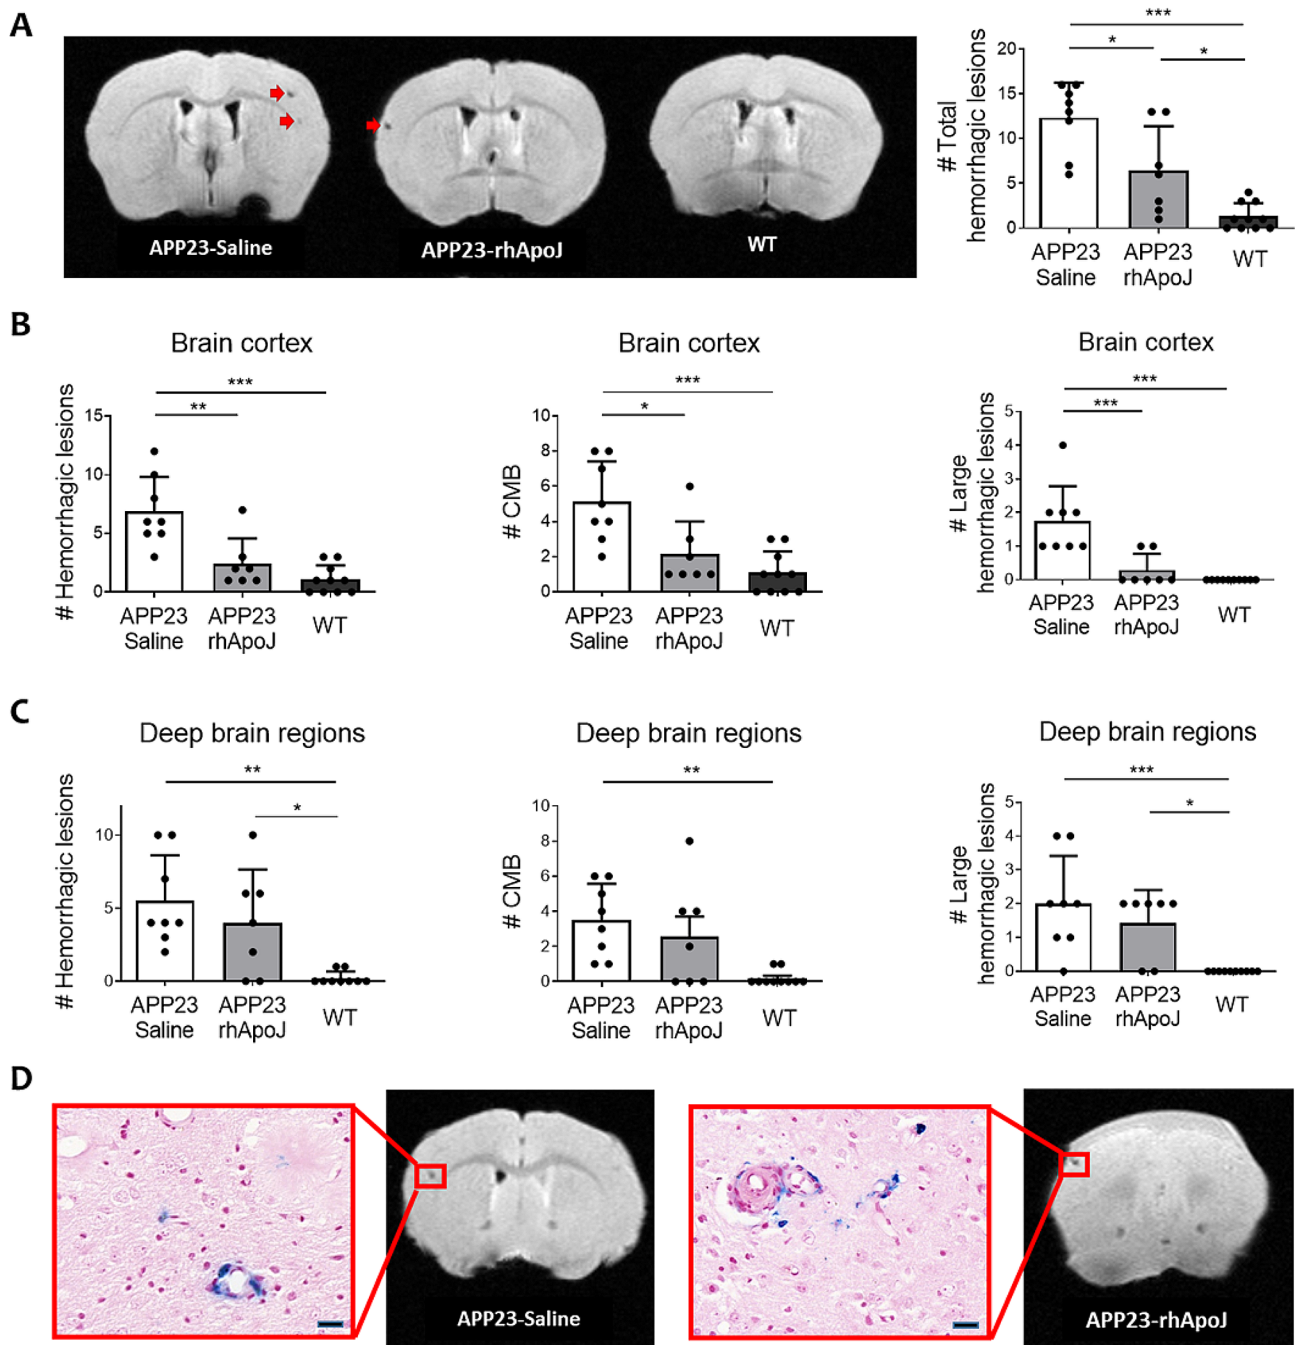 A
APP23-Saline
APP23-rhApoJ
WT
# Total
hemorrhagic lesions
20
15
10
5
0
***
*
*
APP23
Saline
APP23
rhApoJ
WT
B
Brain cortex
# Hemorrhagic lesions
15
10
5
0
***
**
APP23
Saline
APP23
rhApoJ
WT
Brain cortex
# CMB
10
8
6
4
2
0
***
*
APP23
Saline
APP23
rhApoJ
WT
Brain cortex
# Large
hemorrhagic lesions
5
4
3
2
1
0
***
***
APP23
Saline
APP23
rhApoJ
WT
C
Deep brain regions
# Hemorrhagic lesions
10
5
0
**
*
APP23
Saline
APP23
rhApoJ
WT
Deep brain regions
# CMB
10
8
6
4
2
0
**
APP23
Saline
APP23
rhApoJ
WT
Deep brain regions
# Large
hemorrhagic lesions
5
4
3
2
1
0
***
*
APP23
Saline
APP23
rhApoJ
WT
D
APP23-Saline
APP23-rhApoJ